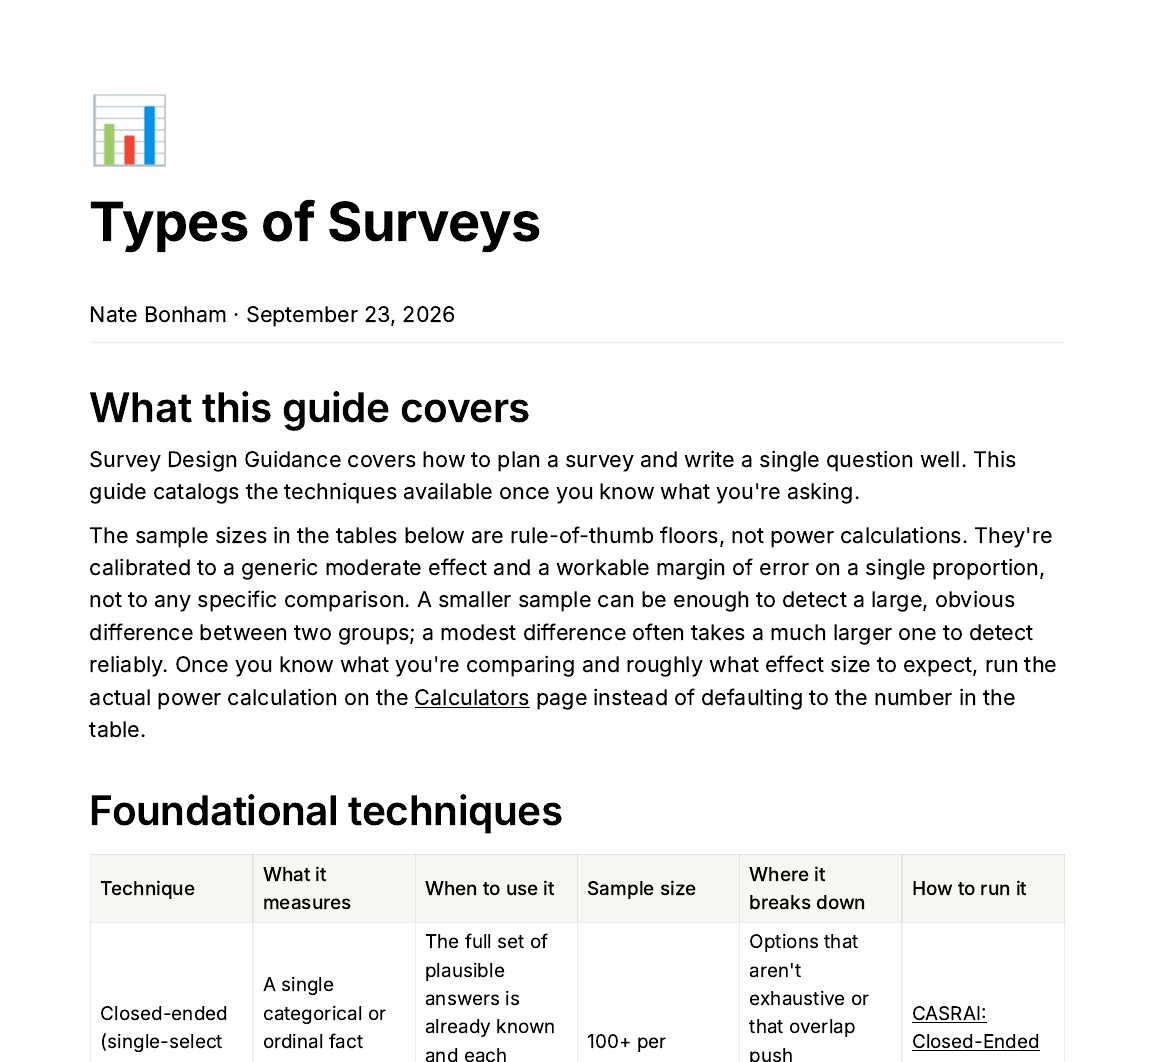 Types of Surveys
Nate Bonham · September 23, 2026
What this guide covers
Survey Design Guidance covers how to plan a survey and write a single question well. This
guide catalogs the techniques available once you know what you're asking.
The sample sizes in the tables below are rule-of-thumb floors, not power calculations. They're
calibrated to a generic moderate effect and a workable margin of error on a single proportion,
not to any specific comparison. A smaller sample can be enough to detect a large, obvious
difference between two groups; a modest difference often takes a much larger one to detect
reliably. Once you know what you're comparing and roughly what effect size to expect, run the
actual power calculation on the Calculators page instead of defaulting to the number in the
table.
Foundational techniques
Technique
What it
measures
When to use it
Sample size
Where it
breaks down
How to run it
Closed-ended
(single-select
A single
categorical or
ordinal fact
The full set of
plausible
answers is
already known
and each
100+ per
Options that
aren't
exhaustive or
that overlap
push
CASRAI:
Closed-Ended